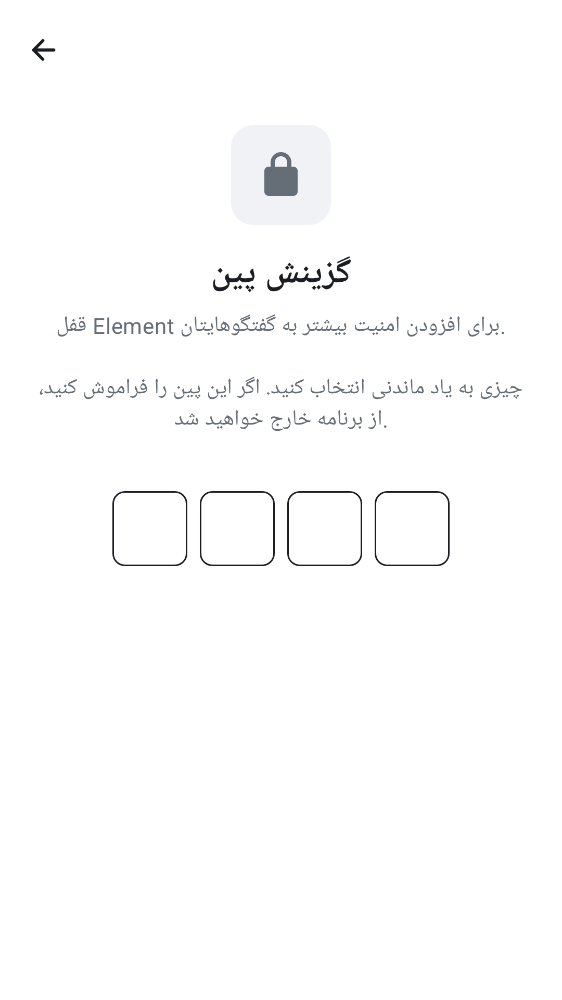 گزینش پین
قفل Element برای افزودن امنیت بیشتر به گفتگوهایتان.
چیزی به یاد ماندنی انتخاب کنید. اگر این پین را فراموش کنید،
از برنامه خارج خواهید شد.